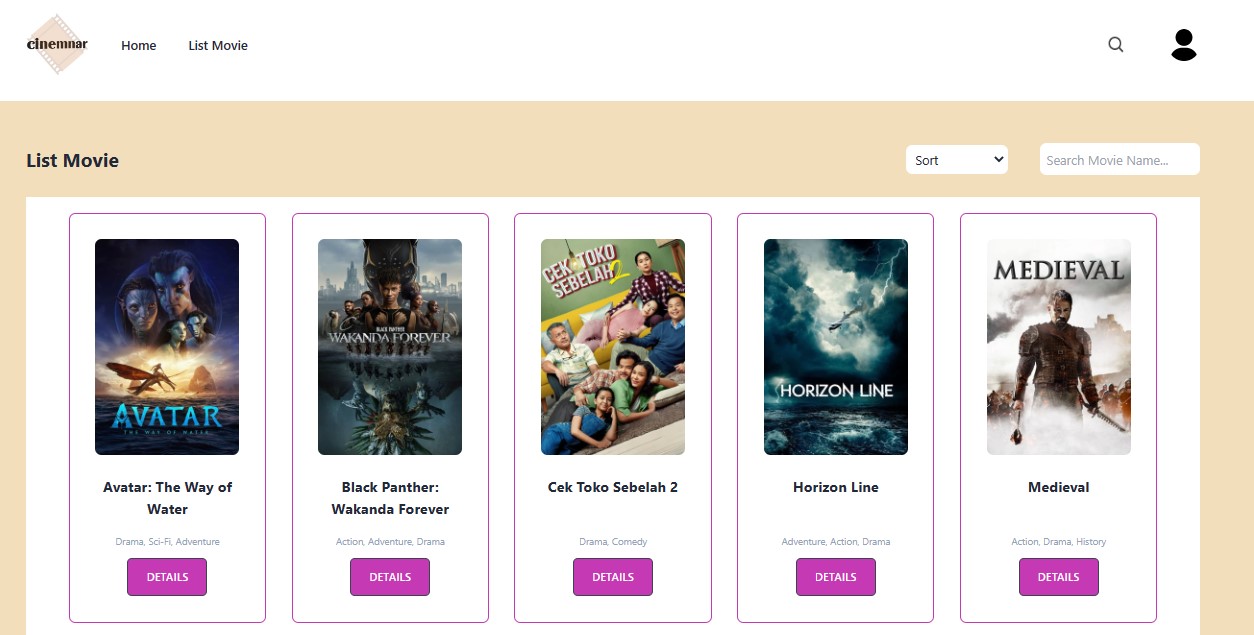 cinemnar
Home
List Movie
List Movie
Sort
Search Movie Name...
AVATAR
THE WAY OF WATER
BLACK PANTHER
WAKANDA FOREVER
CEK TOKO
SEBELAH 2
HORIZON LINE
MEDIEVAL
Avatar: The Way of
Water
Black Panther:
Wakanda Forever
Cek Toko Sebelah 2
Horizon Line
Medieval
Drama, Sci-Fi, Adventure
Action, Adventure, Drama
Drama, Comedy
Adventure, Action, Drama
Action, Drama, History
DETAILS
DETAILS
DETAILS
DETAILS
DETAILS